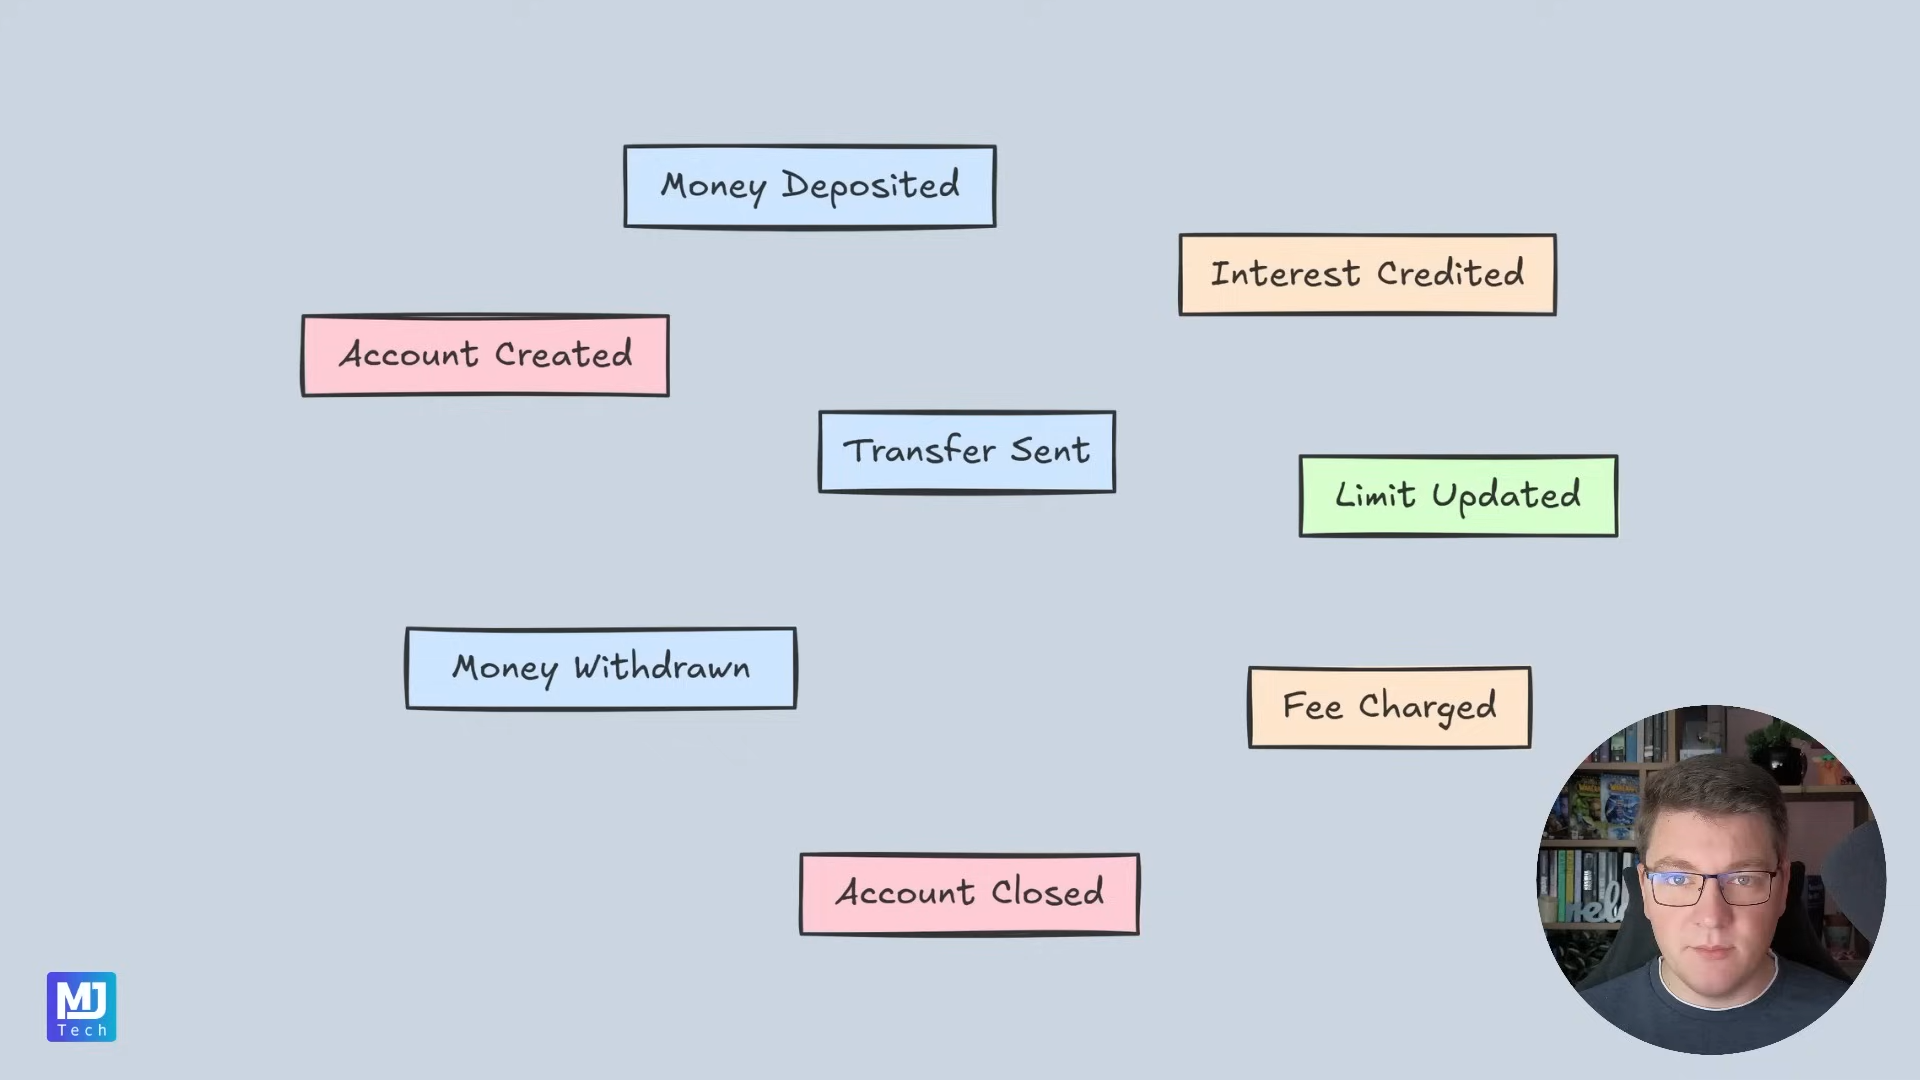 Money Deposited
Interest Credited
Account Created
Transfer Sent
Limit Updated
Money Withdrawn
Fee Charged
Account Closed
MJ
Tech